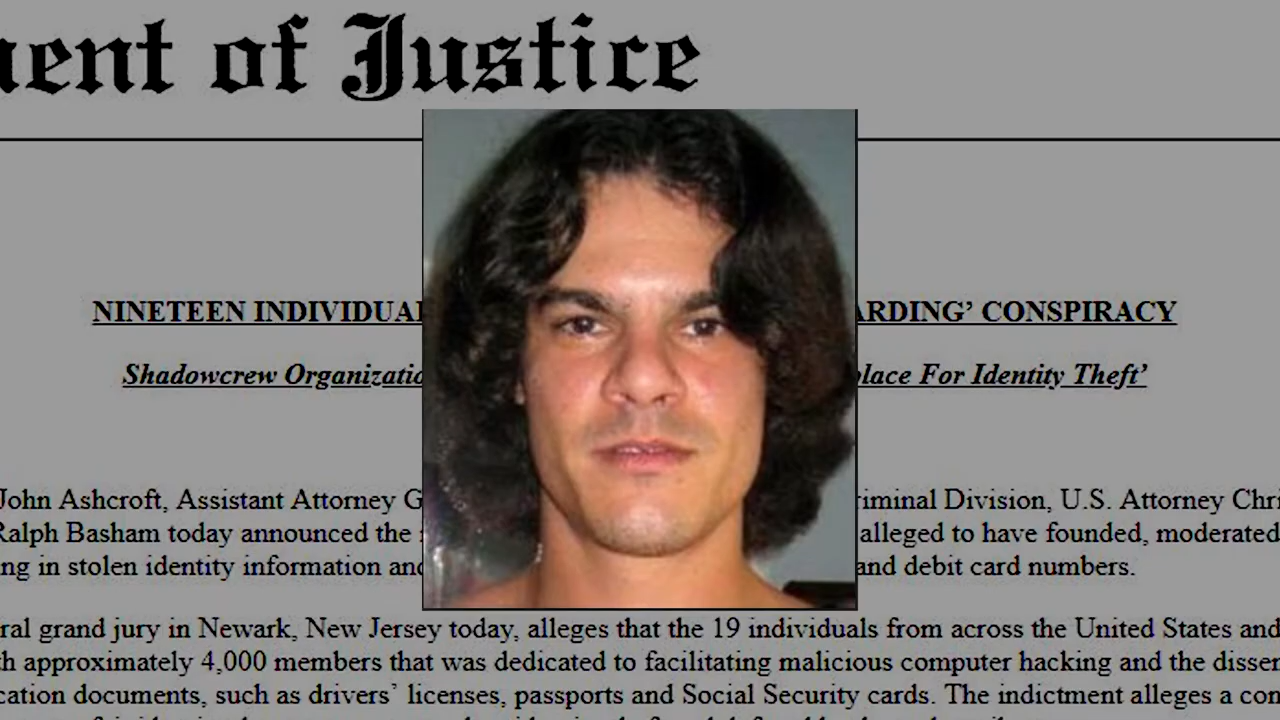 ent of Justice
NINETEEN INDIVIDUAL ARDING’ CONSPIRACY
Shadowcrew Organizatio place For Identity Theft’
John Ashcroft, Assistant Attorney G riminal Division, U.S. Attorney Chri
Ralph Basham today announced the alleged to have founded, moderated
ng in stolen identity information and and debit card numbers.
ral grand jury in Newark, New Jersey today, alleges that the 19 individuals from across the United States and
th approximately 4,000 members that was dedicated to facilitating malicious computer hacking and the dissem
cation documents, such as drivers’ licenses, passports and Social Security cards. The indictment alleges a con